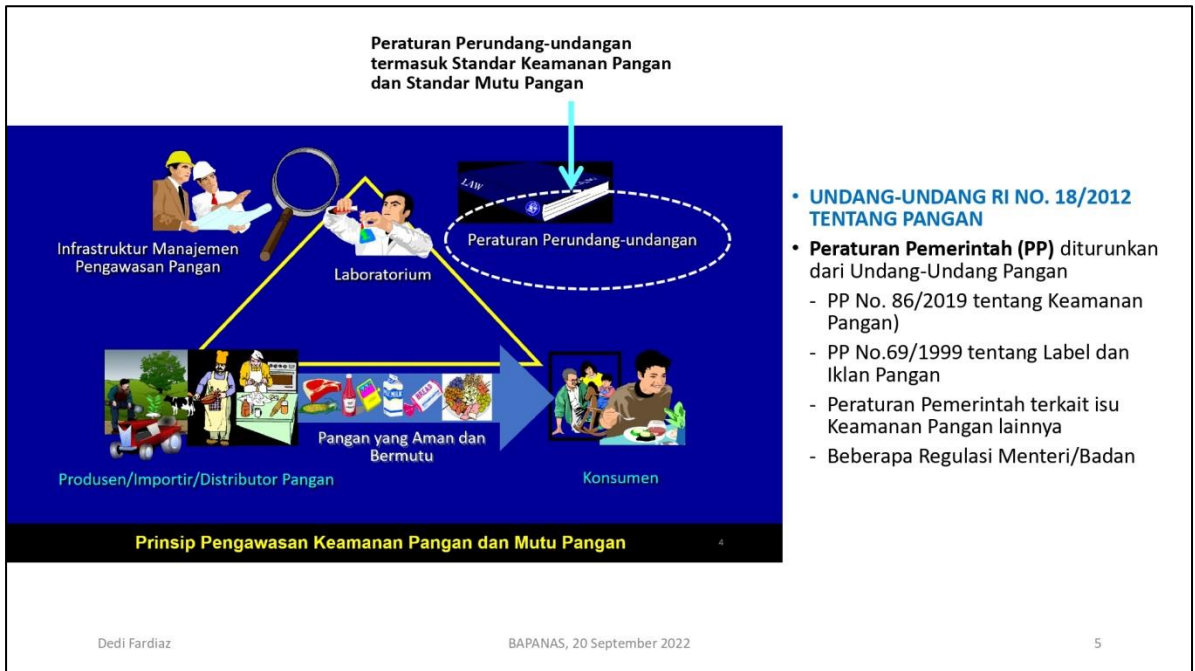 Peraturan Perundang-undangan
termasuk Standar Keamanan Pangan
dan Standar Mutu Pangan
LAW
Infrastruktur Manajemen
Pengawasan Pangan
Laboratorium
Peraturan Perundang-undangan
MILK
BREAD
Pangan yang Aman dan
Bermutu
Produsen/Importir/Distributor Pangan
Konsumen
Prinsip Pengawasan Keamanan Pangan dan Mutu Pangan
4
• UNDANG-UNDANG RI NO. 18/2012
TENTANG PANGAN
• Peraturan Pemerintah (PP) diturunkan
dari Undang-Undang Pangan
- PP No. 86/2019 tentang Keamanan
Pangan)
- PP No.69/1999 tentang Label dan
Iklan Pangan
- Peraturan Pemerintah terkait isu
Keamanan Pangan lainnya
- Beberapa Regulasi Menteri/Badan
Dedi Fardiaz
BAPANAS, 20 September 2022
5